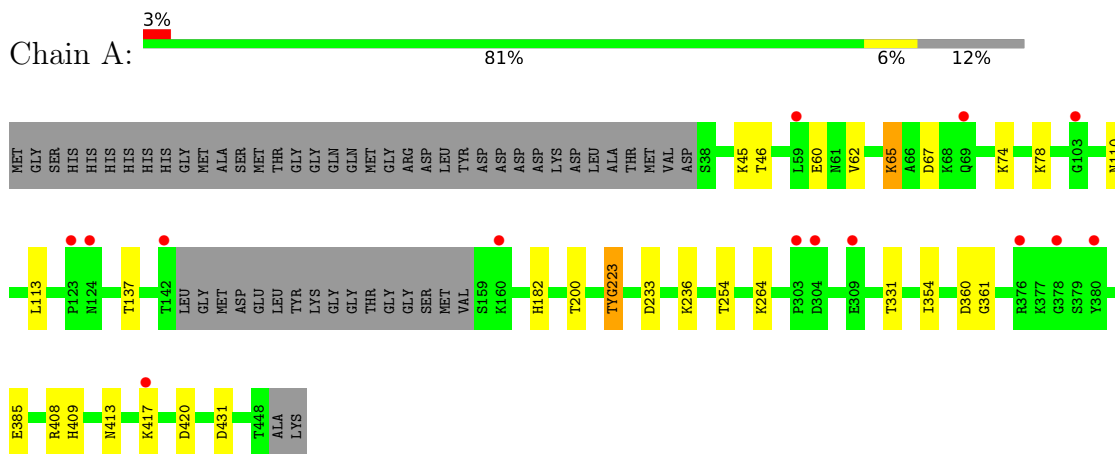 3%
Chain A:
81% 6% 12%
MET GLY SER HIS HIS HIS HIS HIS HIS GLY MET ALA SER MET THR GLY GLY GLN GLN MET GLY ARG ASP LEU TYR ASP ASP ASP ASP LYS ASP LEU ALA THR MET VAL ASP S38 K45 T46 L59 E60 N61 V62 K65 A66 D67 K68 Q69 K74 K78 G103 N110
L113 P123 N124 T137 T142 LEU GLY MET ASP GLU LEU TYR LYS GLY GLY THR GLY GLY SER MET VAL S159 K160 H182 T200 TYG223 D233 K236 T254 K264 P303 D304 E309 T331 I354 D360 G361 R376 K377 G378 S379 Y380
E385 R408 H409 N413 K417 D420 D431 T448 ALA LYS